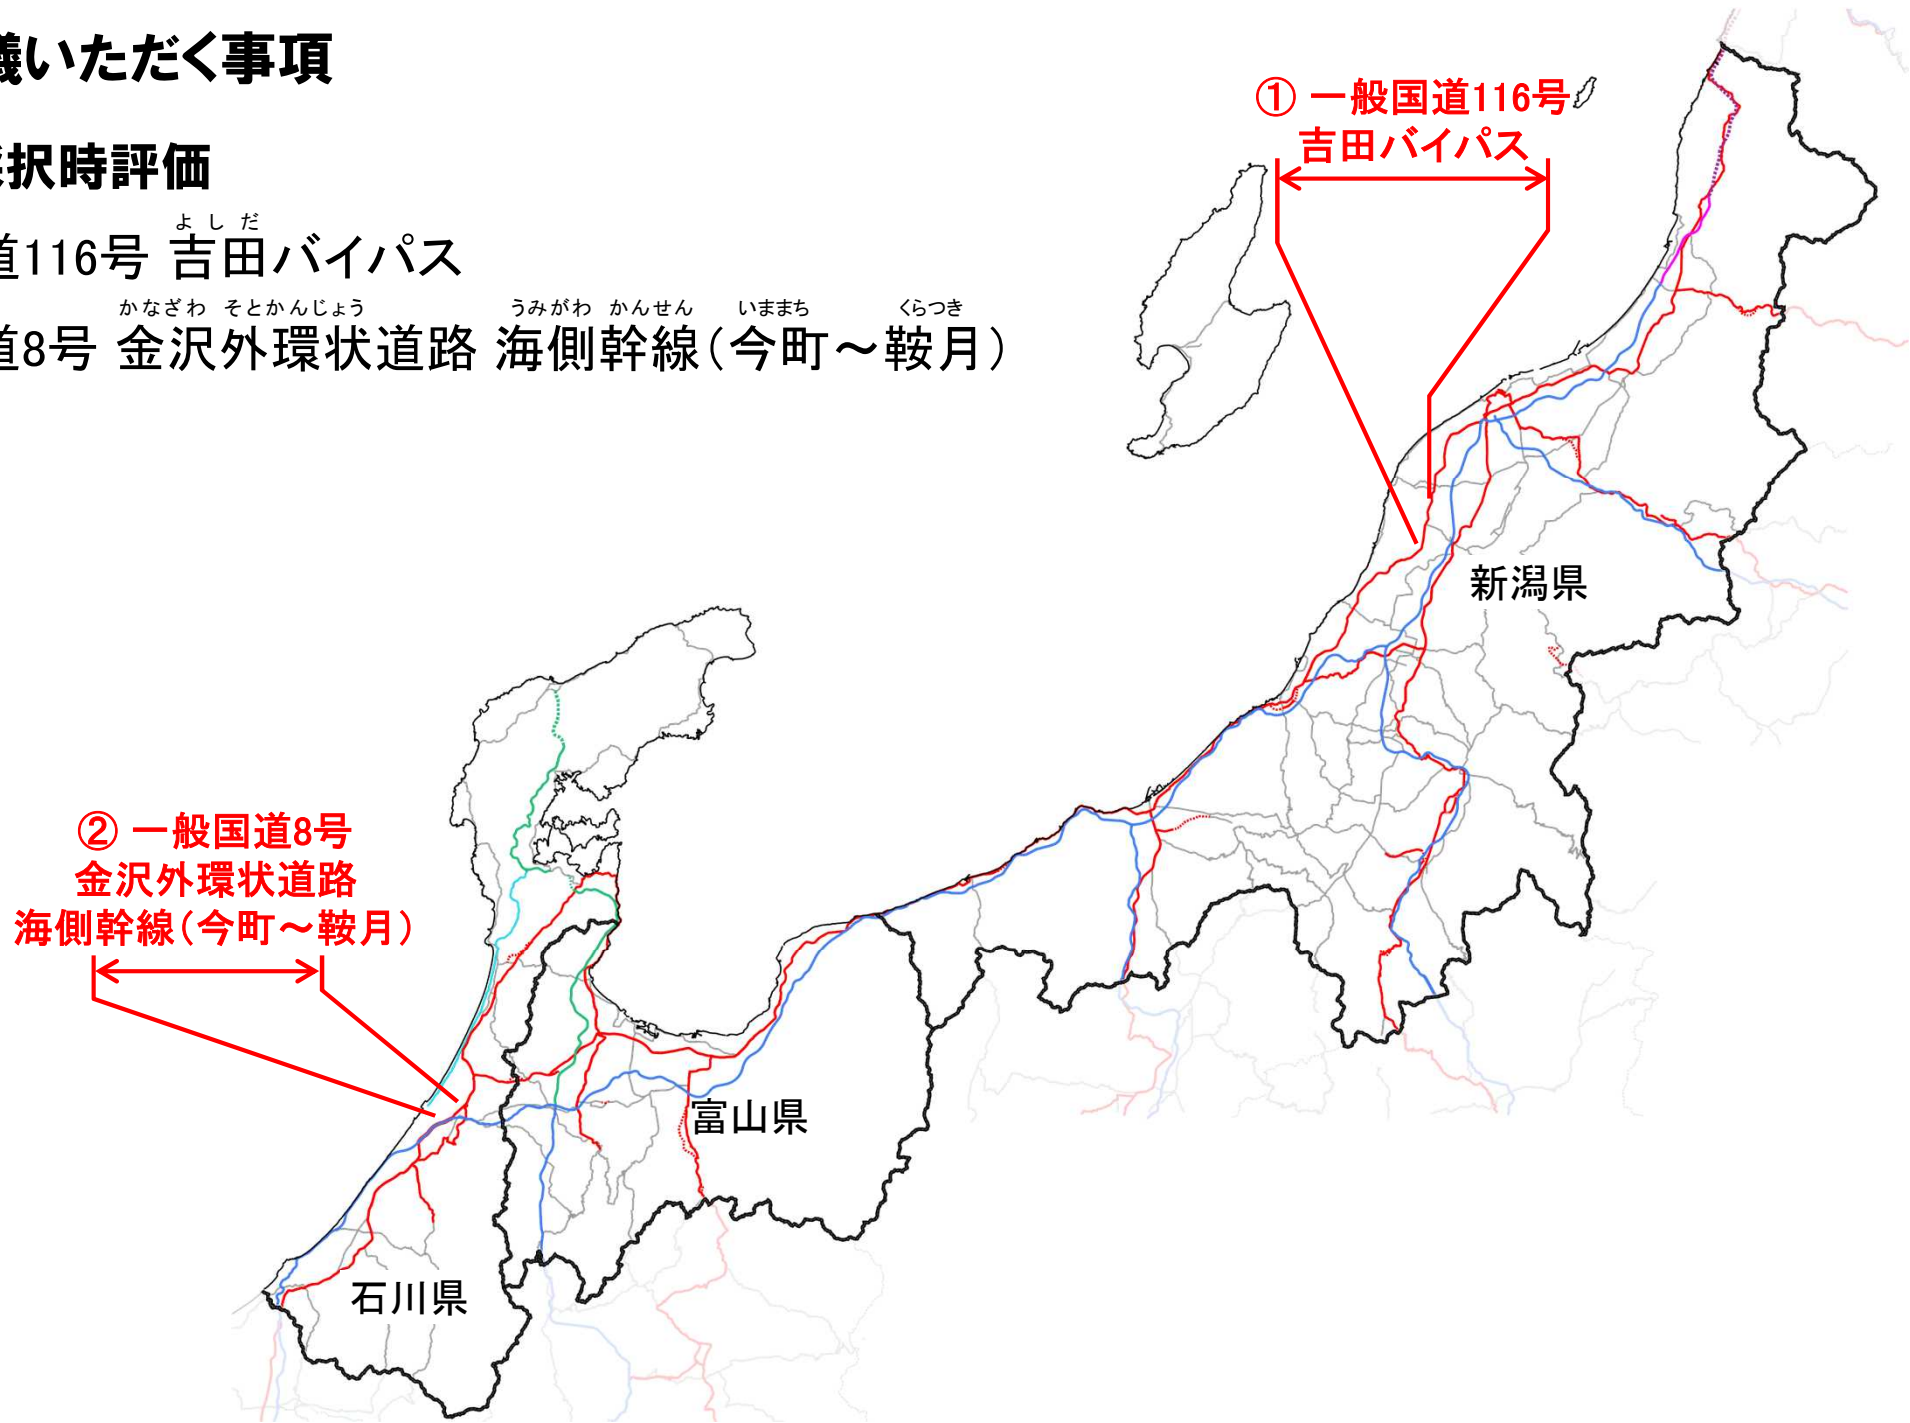 議いただく事項
採択時評価
よしだ
道116号 吉田バイパス
かなざわ そとかんじょう うみがわ かんせん いままち くらつき
道8号 金沢外環状道路 海側幹線(今町～鞍月)
① 一般国道116号
吉田バイパス
新潟県
② 一般国道8号
金沢外環状道路
海側幹線(今町～鞍月)
富山県
石川県